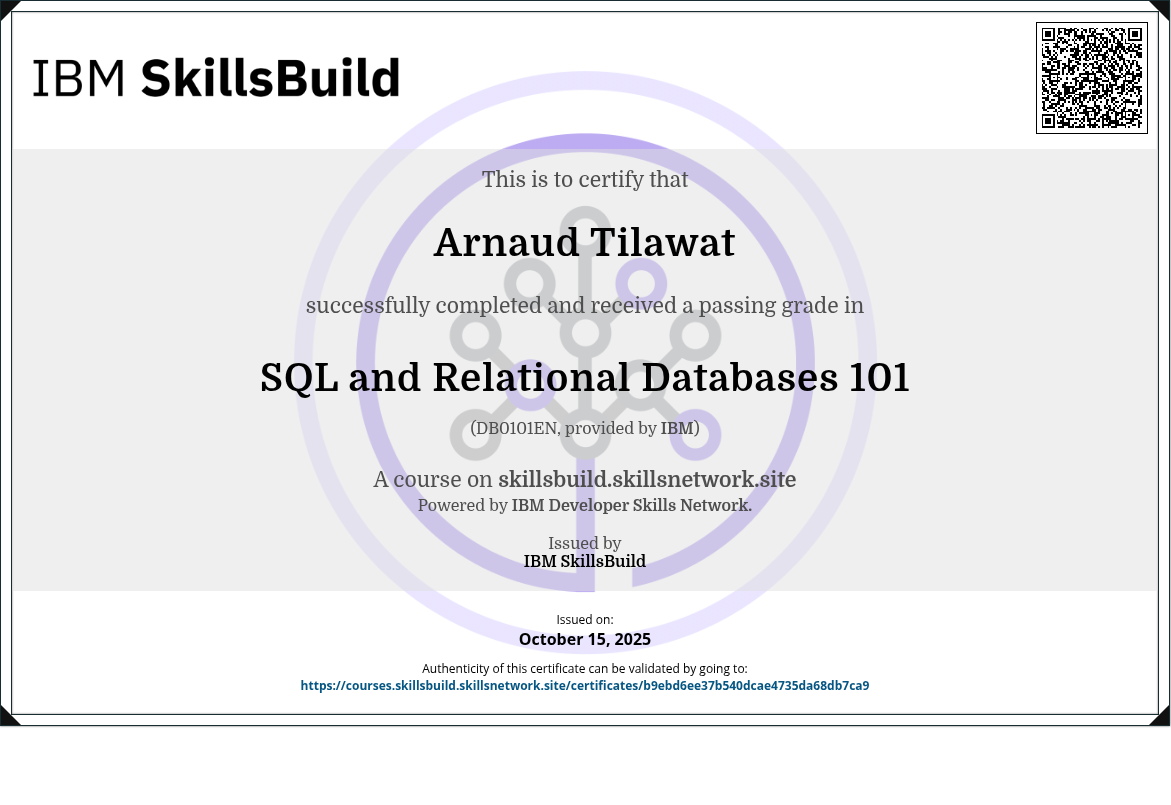 IBM SkillsBuild
This is to certify that
Arnaud Tilawat
successfully completed and received a passing grade in
SQL and Relational Databases 101
(DB0101EN, provided by IBM)
A course on skillsbuild.skillsnetwork.site
Powered by IBM Developer Skills Network.
Issued by
IBM SkillsBuild
Issued on:
October 15, 2025
Authenticity of this certificate can be validated by going to:
https://courses.skillsbuild.skillsnetwork.site/certificates/b9ebd6ee37b540dcae4735da68db7ca9